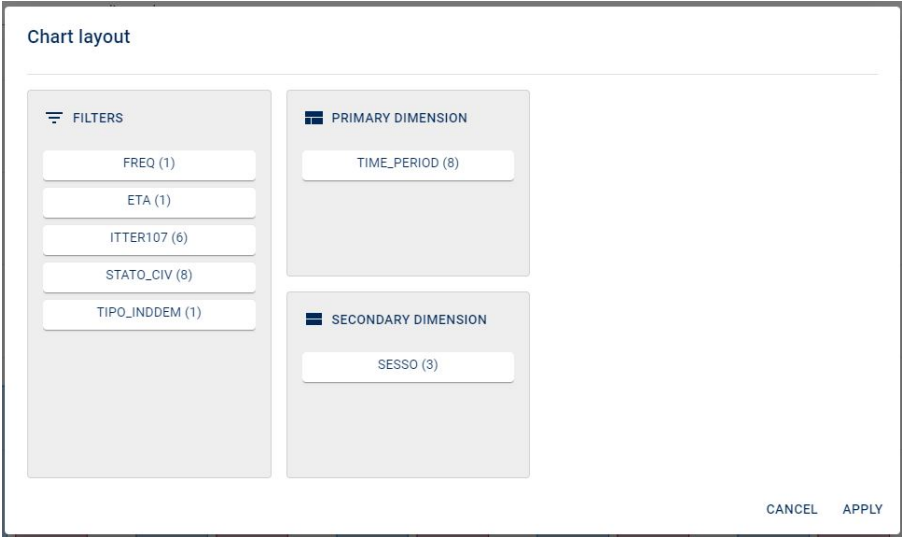 Chart layout
FILTERS
FREQ (1)
ETA (1)
ITTER107 (6)
STATO_CIV (8)
TIPO_INDDEM (1)
PRIMARY DIMENSION
TIME_PERIOD (8)
SECONDARY DIMENSION
SESSO (3)
CANCEL APPLY